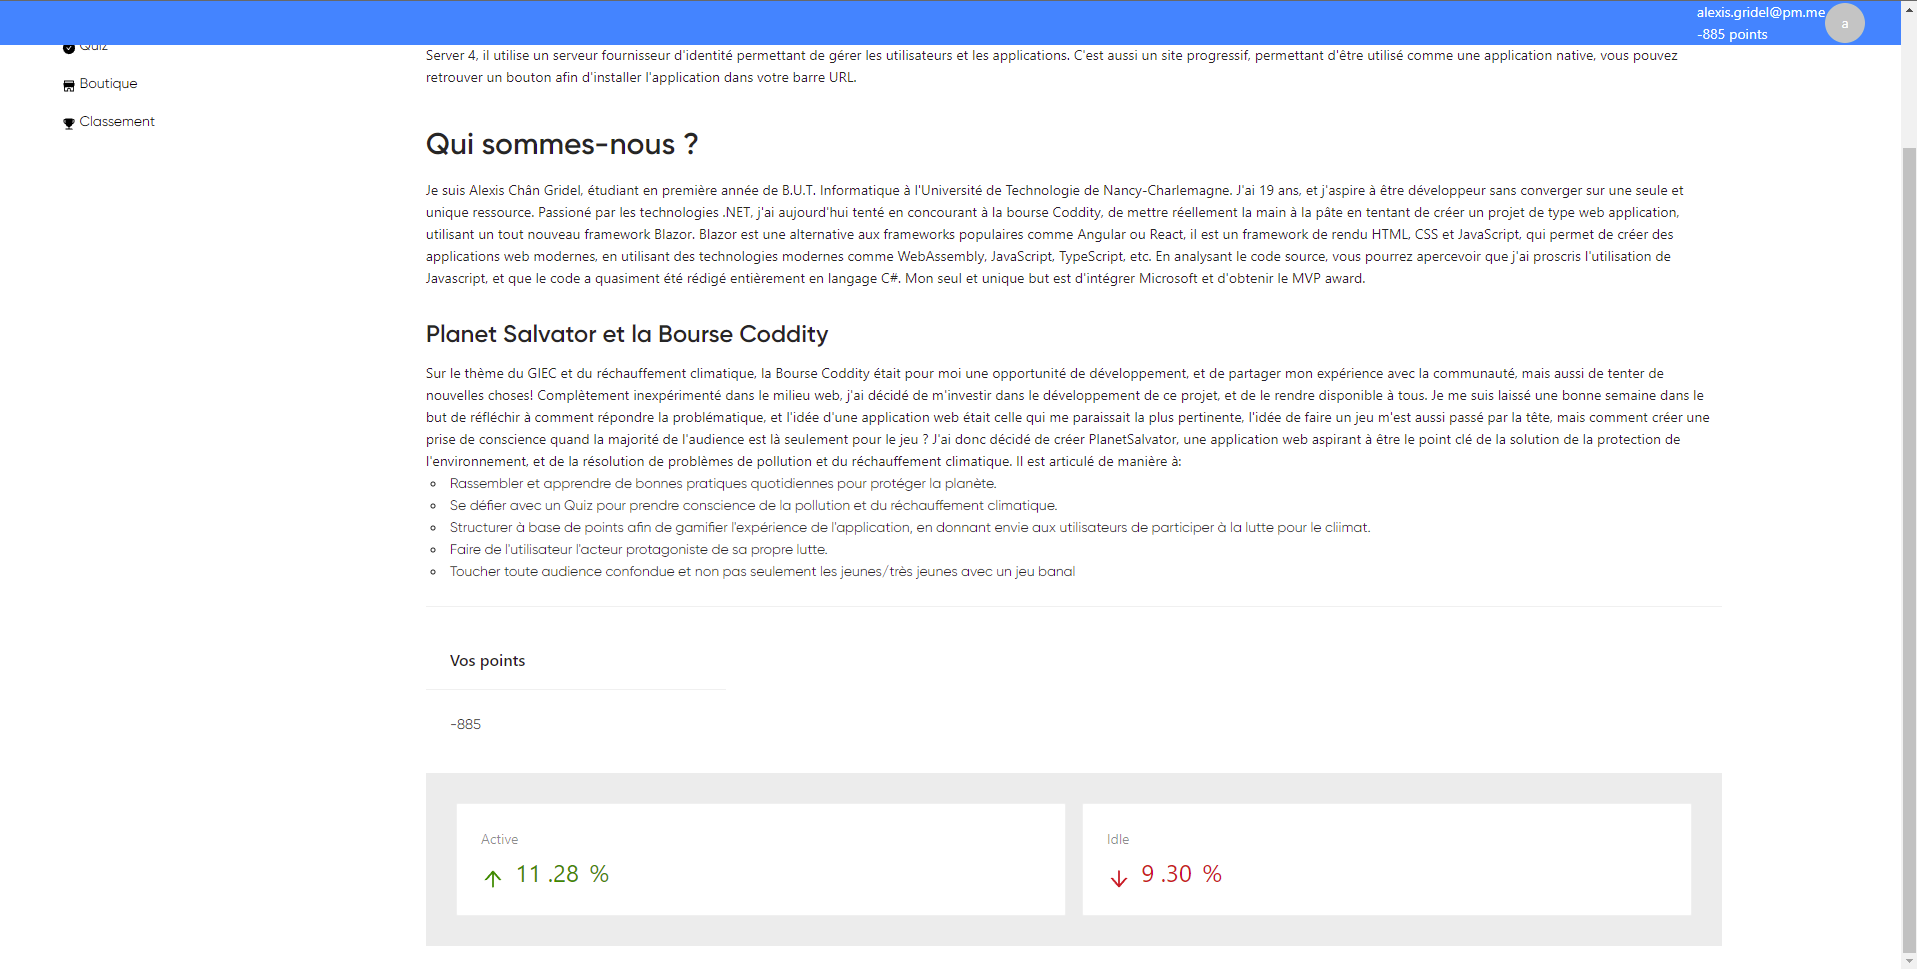 alexis.gridel@pm.me
-885 points
a
Quiz
Boutique
Classement
Server 4, il utilise un serveur fournisseur d'identité permettant de gérer les utilisateurs et les applications. C'est aussi un site progressif, permettant d'être utilisé comme une application native, vous pouvez
retrouver un bouton afin d'installer l'application dans votre barre URL.
Qui sommes-nous ?
Je suis Alexis Chân Gridel, étudiant en première année de B.U.T. Informatique à l'Université de Technologie de Nancy-Charlemagne. J'ai 19 ans, et j'aspire à être développeur sans converger sur une seule et
unique ressource. Passioné par les technologies .NET, j'ai aujourd'hui tenté en concourant à la bourse Coddity, de mettre réellement la main à la pâte en tentant de créer un projet de type web application,
utilisant un tout nouveau framework Blazor. Blazor est une alternative aux frameworks populaires comme Angular ou React, il est un framework de rendu HTML, CSS et JavaScript, qui permet de créer des
applications web modernes, en utilisant des technologies modernes comme WebAssembly, JavaScript, TypeScript, etc. En analysant le code source, vous pourrez apercevoir que j'ai proscris l'utilisation de
Javascript, et que le code a quasiment été rédigé entièrement en langage C#. Mon seul et unique but est d'intégrer Microsoft et d'obtenir le MVP award.
Planet Salvator et la Bourse Coddity
Sur le thème du GIEC et du réchauffement climatique, la Bourse Coddity était pour moi une opportunité de développement, et de partager mon expérience avec la communauté, mais aussi de tenter de
nouvelles choses! Complètement inexpérimenté dans le milieu web, j'ai décidé de m'investir dans le développement de ce projet, et de le rendre disponible à tous. Je me suis laissé une bonne semaine dans le
but de réfléchir à comment répondre la problématique, et l'idée d'une application web était celle qui me paraissait la plus pertinente, l'idée de faire un jeu m'est aussi passé par la tête, mais comment créer une
prise de conscience quand la majorité de l'audience est là seulement pour le jeu ? J'ai donc décidé de créer PlanetSalvator, une application web aspirant à être le point clé de la solution de la protection de
l'environnement, et de la résolution de problèmes de pollution et du réchauffement climatique. Il est articulé de manière à:
Rassembler et apprendre de bonnes pratiques quotidiennes pour protéger la planète.
Se défier avec un Quiz pour prendre conscience de la pollution et du réchauffement climatique.
Structurer à base de points afin de gamifier l'expérience de l'application, en donnant envie aux utilisateurs de participer à la lutte pour le cliimat.
Faire de l'utilisateur l'acteur protagoniste de sa propre lutte.
Toucher toute audience confondue et non pas seulement les jeunes/très jeunes avec un jeu banal
Vos points
-885
Active
11 .28 %
Idle
9 .30 %